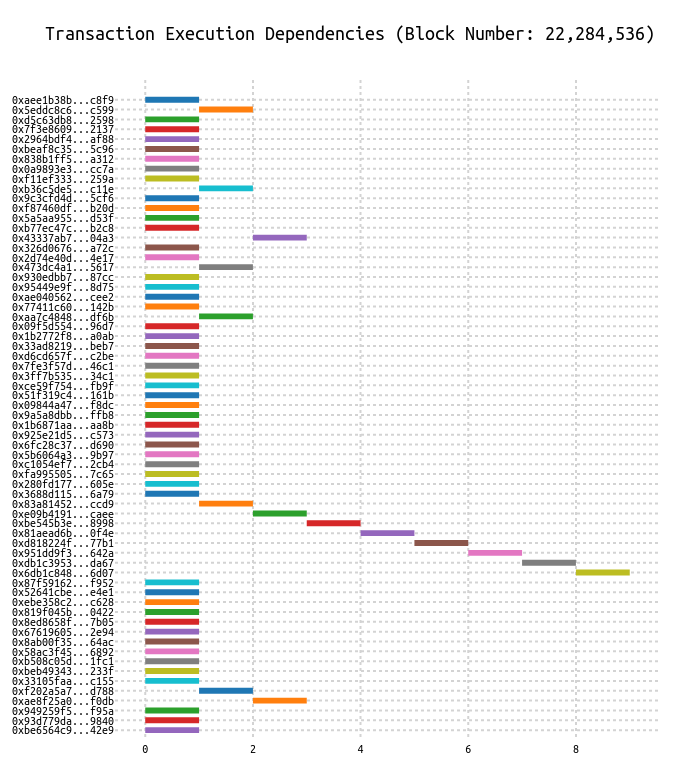 Transaction Execution Dependencies (Block Number: 22,284,536)
0xaee1b38b...c8f9
0x5eddc8c6...c599
0xd5c63db8...2598
0x7f3e8609...2137
0x2964bdf4...af88
0xbeaf8c35...5c96
0x838b1ff5...a312
0x0a9893e3...cc7a
0xf11ef333...259a
0xb36c5de5...c11e
0x9c3cfd4d...5cf6
0xf87460df...b20d
0x5a5aa955...d53f
0xb77ec47c...b2c8
0x43337ab7...04a3
0x326d0676...a72c
0x2d74e40d...4e17
0x473dc4a1...5617
0x930edbb7...87cc
0x95449e9f...8d75
0xae040562...cee2
0x77411c60...142b
0xaa7c4848...df6b
0x09f5d554...96d7
0x1b2772f8...a0ab
0x33ad8219...beb7
0xd6cd657f...c2be
0x7fe3f57d...46c1
0x3ff7b535...34c1
0xce59f754...fb9f
0x51f319c4...161b
0x09844a47...f8dc
0x9a5a8dbb...ffb8
0x1b6871aa...aa8b
0x925e21d5...c573
0x6fc28c37...d690
0x5b6064a3...9b97
0xc1054ef7...2cb4
0xfa995505...7c65
0x280fd177...605e
0x3688d115...6a79
0x83a81452...ccd9
0xe09b4191...caee
0xbe545b3e...8998
0x81aead6b...0f4e
0xd818224f...77b1
0x951dd9f3...642a
0xdb1c3953...da67
0x6db1c848...6d07
0x87f59162...f952
0x52641cbe...e4e1
0xebe358c2...c628
0x819f045b...0422
0x8ed8658f...7b05
0x67619605...2e94
0x8ab00f35...64ac
0x58ac3f45...6892
0xb508c05d...1fc1
0xbeb49343...233f
0x33105faa...c155
0xf202a5a7...d788
0xae8f25a0...f0db
0x949259f5...f95a
0x93d779da...9840
0xbe6564c9...42e9
0 2 4 6 8